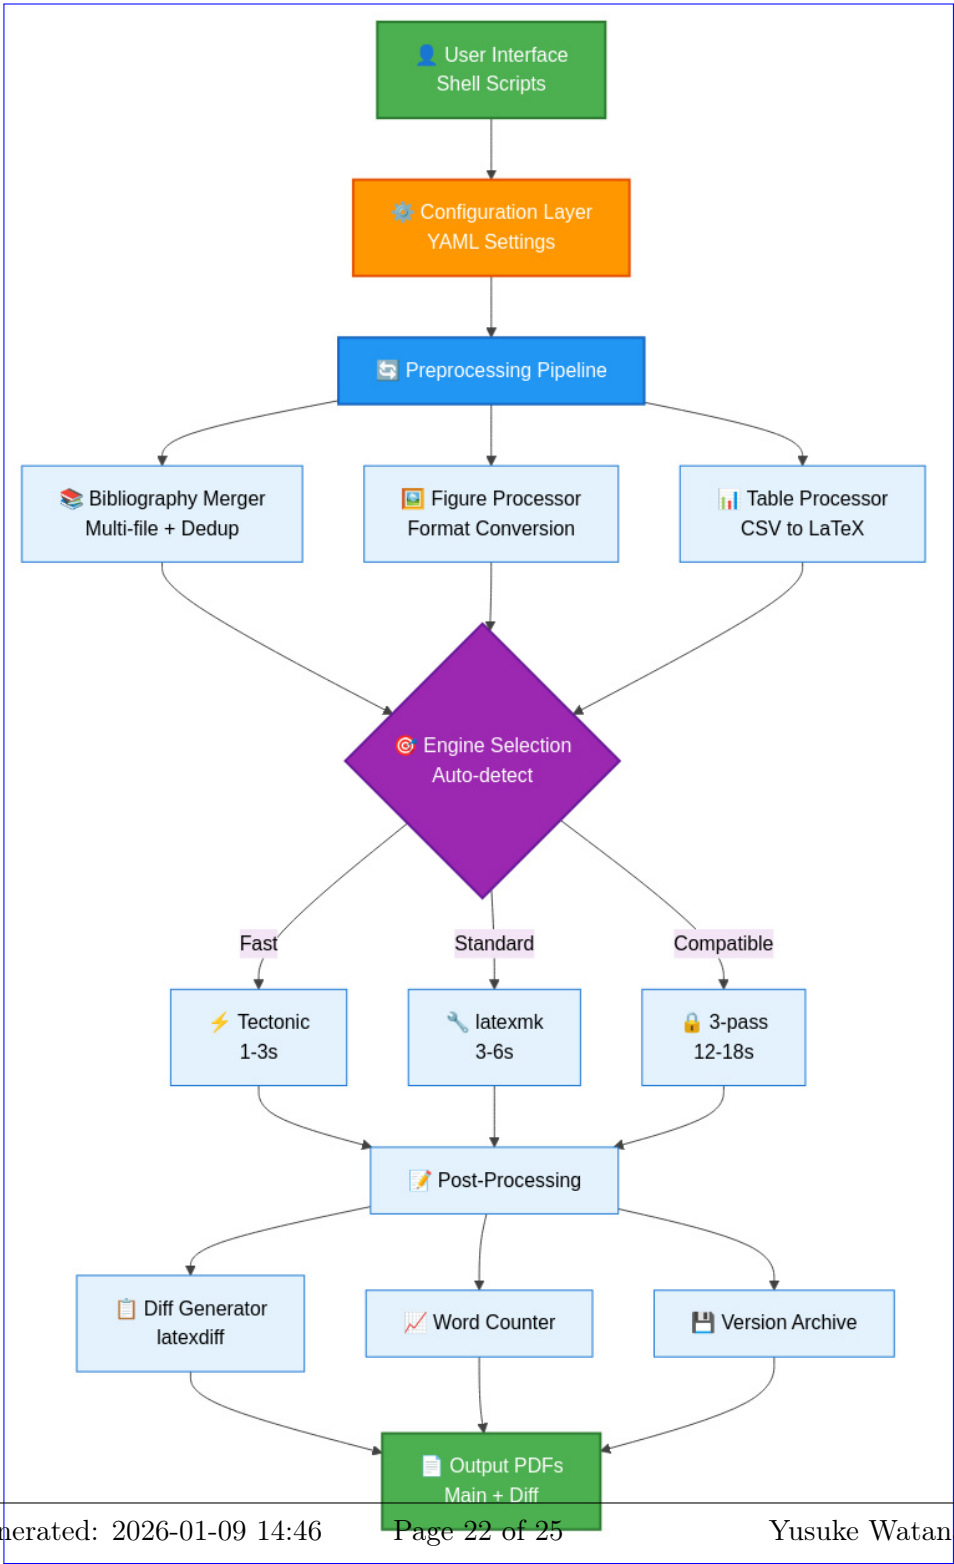 👤 User Interface
Shell Scripts
⚙️ Configuration Layer
YAML Settings
🔄 Preprocessing Pipeline
📚 Bibliography Merger
Multi-file + Dedup
🖼️ Figure Processor
Format Conversion
📊 Table Processor
CSV to LaTeX
🎯 Engine Selection
Auto-detect
Fast
Standard
Compatible
⚡ Tectonic
1-3s
🔧 latexmk
3-6s
🔒 3-pass
12-18s
📝 Post-Processing
📋 Diff Generator
latexdiff
📈 Word Counter
💾 Version Archive
📄 Output PDFs
Main + Diff
nerated: 2026-01-09 14:46 Page 22 of 25 Yusuke Watan